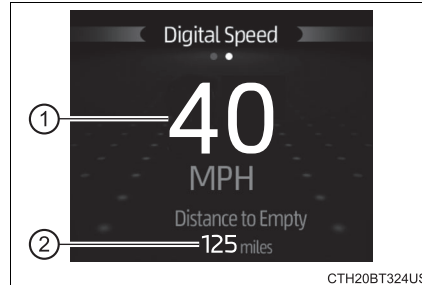 Digital Speed
① 40
MPH
Distance to Empty
② 125 miles
CTH20BT324US